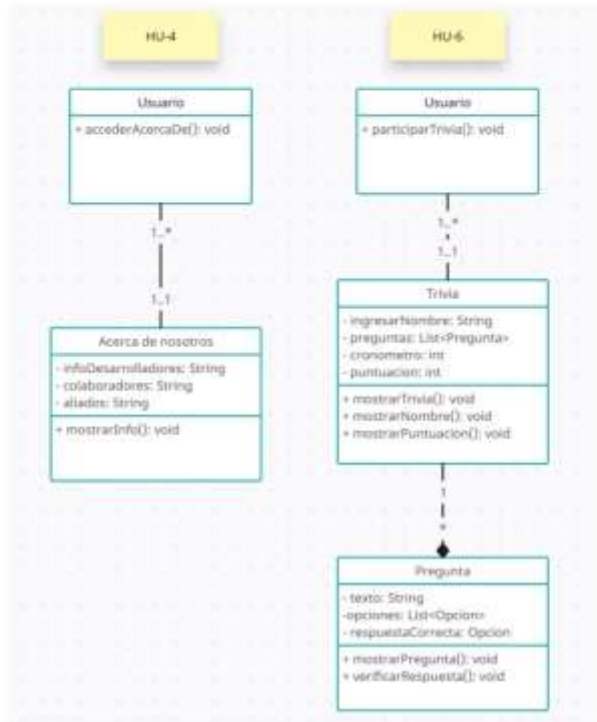 HU-4
Usuario
+ accederAcercaDe(): void
1..*
1..1
Acerca de nosotros
- infoDesarrolladores: String
- colaboradores: String
- aliados: String
+ mostrarInfo(): void
HU-6
Usuario
+ participarTrivia(): void
1..*
1..1
Trivia
- ingresarNombre: String
- preguntas: List<Pregunta>
- cronometro: int
- puntuacion: int
+ mostrarTrivia(): void
+ mostrarNombre(): void
+ mostrarPuntuacion(): void
1
*
Pregunta
- texto: String
-opciones: List<Opcion>
- respuestaCorrecta: Opcion
+ mostrarPregunta(): void
+ verificarRespuesta(): void